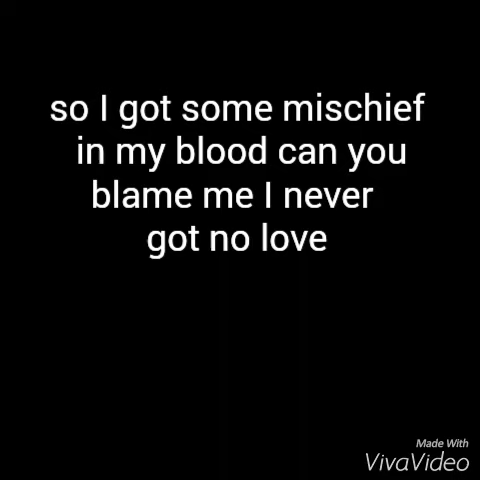 so I got some mischief
in my blood can you
blame me I never
got no love
Made With
VivaVideo